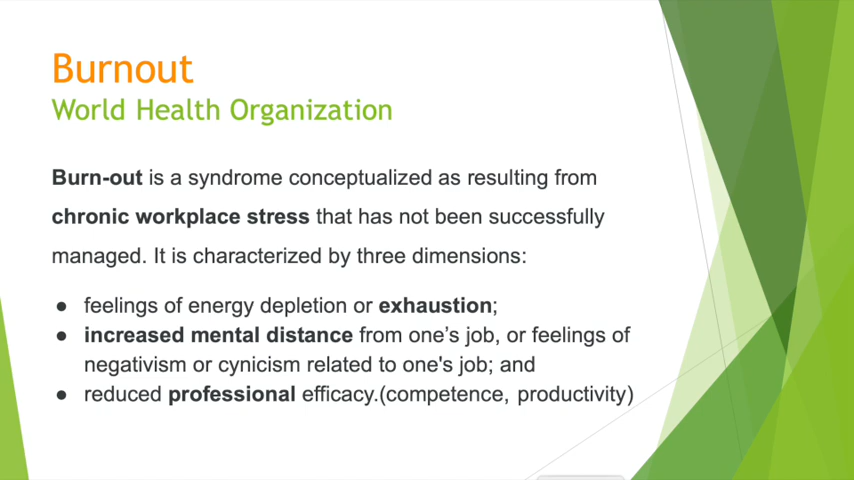 Burnout
World Health Organization
Burn-out is a syndrome conceptualized as resulting from
chronic workplace stress that has not been successfully
managed. It is characterized by three dimensions:
● feelings of energy depletion or exhaustion;
● increased mental distance from one’s job, or feelings of
negativism or cynicism related to one's job; and
● reduced professional efficacy.(competence, productivity)